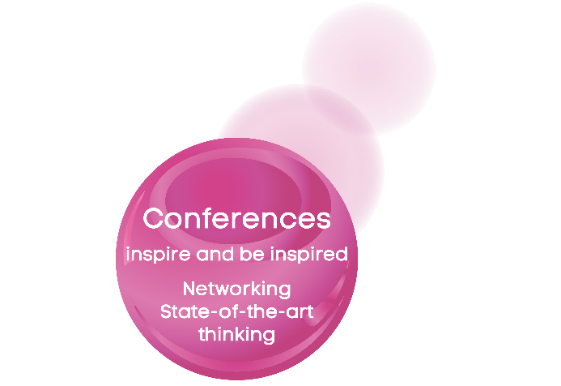 Conferences
inspire and be inspired
Networking
State-of-the-art
thinking